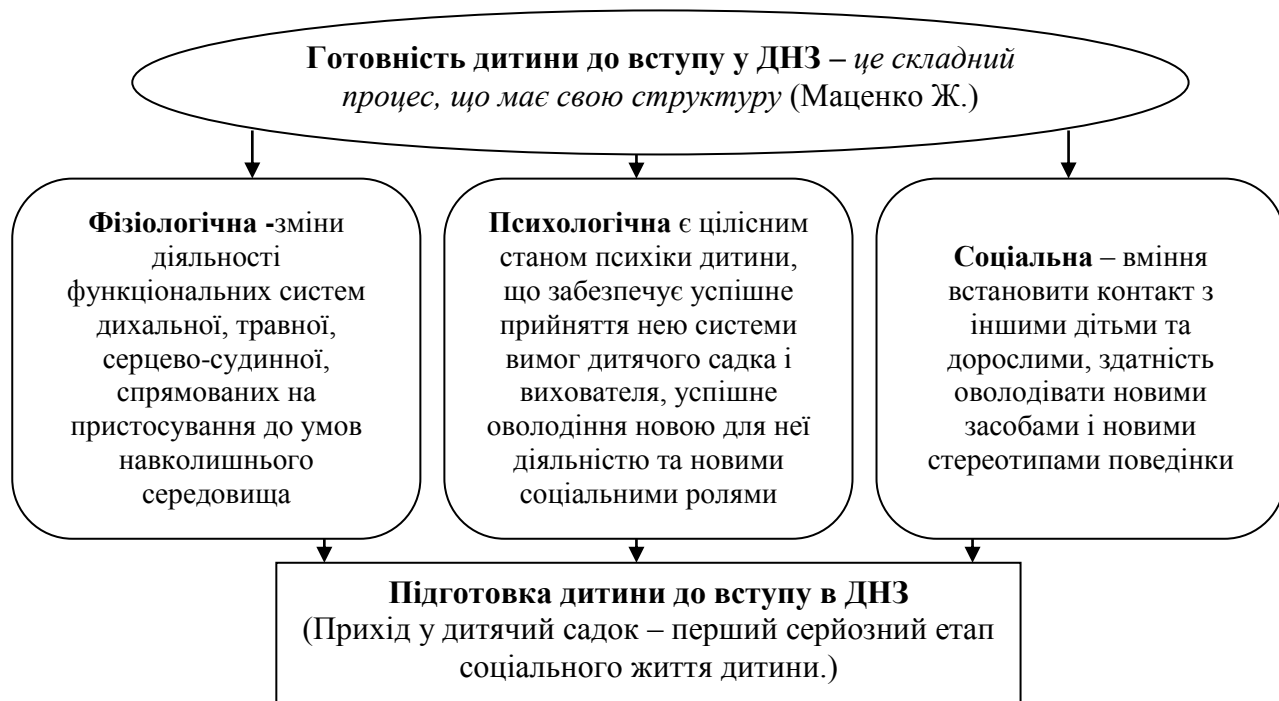 Готовність дитини до вступу у ДНЗ – це складний
процес, що має свою структуру (Маценко Ж.)
Фізіологічна -зміни
діяльності
функціональних систем
дихальної, травної,
серцево-судинної,
спрямованих на
пристосування до умов
навколишнього
середовища
Психологічна є цілісним
станом психіки дитини,
що забезпечує успішне
прийняття нею системи
вимог дитячого садка і
вихователя, успішне
оволодіння новою для неї
діяльністю та новими
соціальними ролями
Соціальна – вміння
встановити контакт з
іншими дітьми та
дорослими, здатність
оволодівати новими
засобами і новими
стереотипами поведінки
Підготовка дитини до вступу в ДНЗ
(Прихід у дитячий садок – перший серйозний етап
соціального життя дитини.)